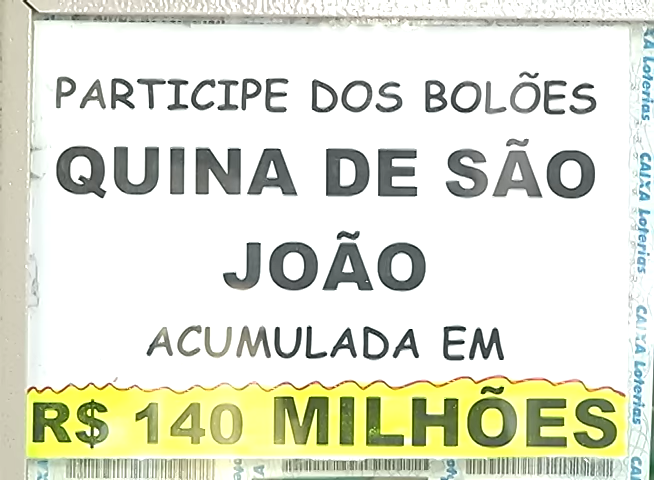 PARTICIPE DOS BOLÕES
QUINA DE SÃO
JOÃO
ACUMULADA EM
R$ 140 MILHÕES
CAIXA Loterias
CAIXA Loterias
CAIXA Loterias